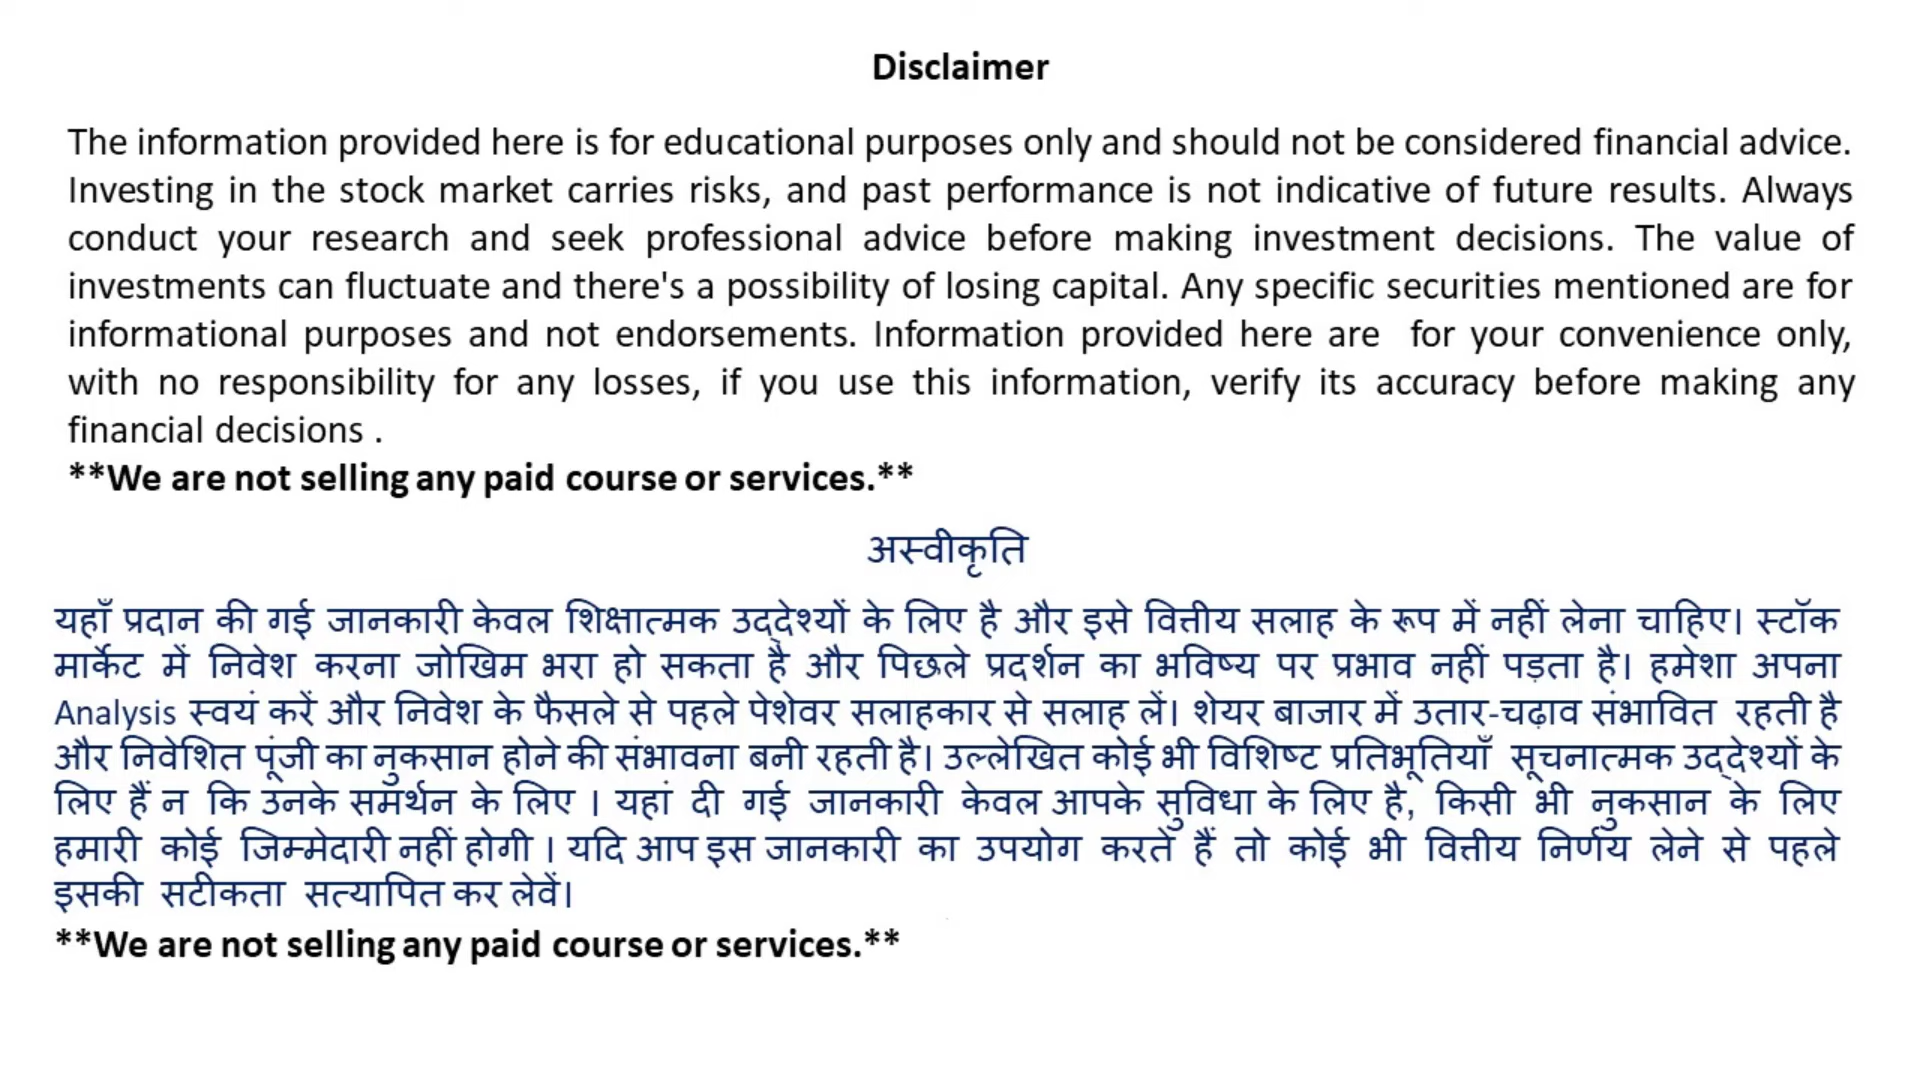 Disclaimer
The information provided here is for educational purposes only and should not be considered financial advice.
Investing in the stock market carries risks, and past performance is not indicative of future results. Always
conduct your research and seek professional advice before making investment decisions. The value of
investments can fluctuate and there's a possibility of losing capital. Any specific securities mentioned are for
informational purposes and not endorsements. Information provided here are for your convenience only,
with no responsibility for any losses, if you use this information, verify its accuracy before making any
financial decisions .
**We are not selling any paid course or services.**
अस्वीकृति
यहाँ प्रदान की गई जानकारी केवल शिक्षात्मक उद्देश्यों के लिए है और इसे वित्तीय सलाह के रूप में नहीं लेना चाहिए। स्टॉक
मार्केट में निवेश करना जोखिम भरा हो सकता है और पिछले प्रदर्शन का भविष्य पर प्रभाव नहीं पड़ता है। हमेशा अपना
Analysis स्वयं करें और निवेश के फैसले से पहले पेशेवर सलाहकार से सलाह लें। शेयर बाजार में उतार-चढ़ाव संभावित रहती है
और निवेशित पूंजी का नुकसान होने की संभावना बनी रहती है। उल्लेखित कोई भी विशिष्ट प्रतिभूतियाँ सूचनात्मक उद्देश्यों के
लिए हैं न कि उनके समर्थन के लिए । यहां दी गई जानकारी केवल आपके सुविधा के लिए है, किसी भी नुकसान के लिए
हमारी कोई जिम्मेदारी नहीं होगी । यदि आप इस जानकारी का उपयोग करते हैं तो कोई भी वित्तीय निर्णय लेने से पहले
इसकी सटीकता सत्यापित कर लेवें।
**We are not selling any paid course or services.**